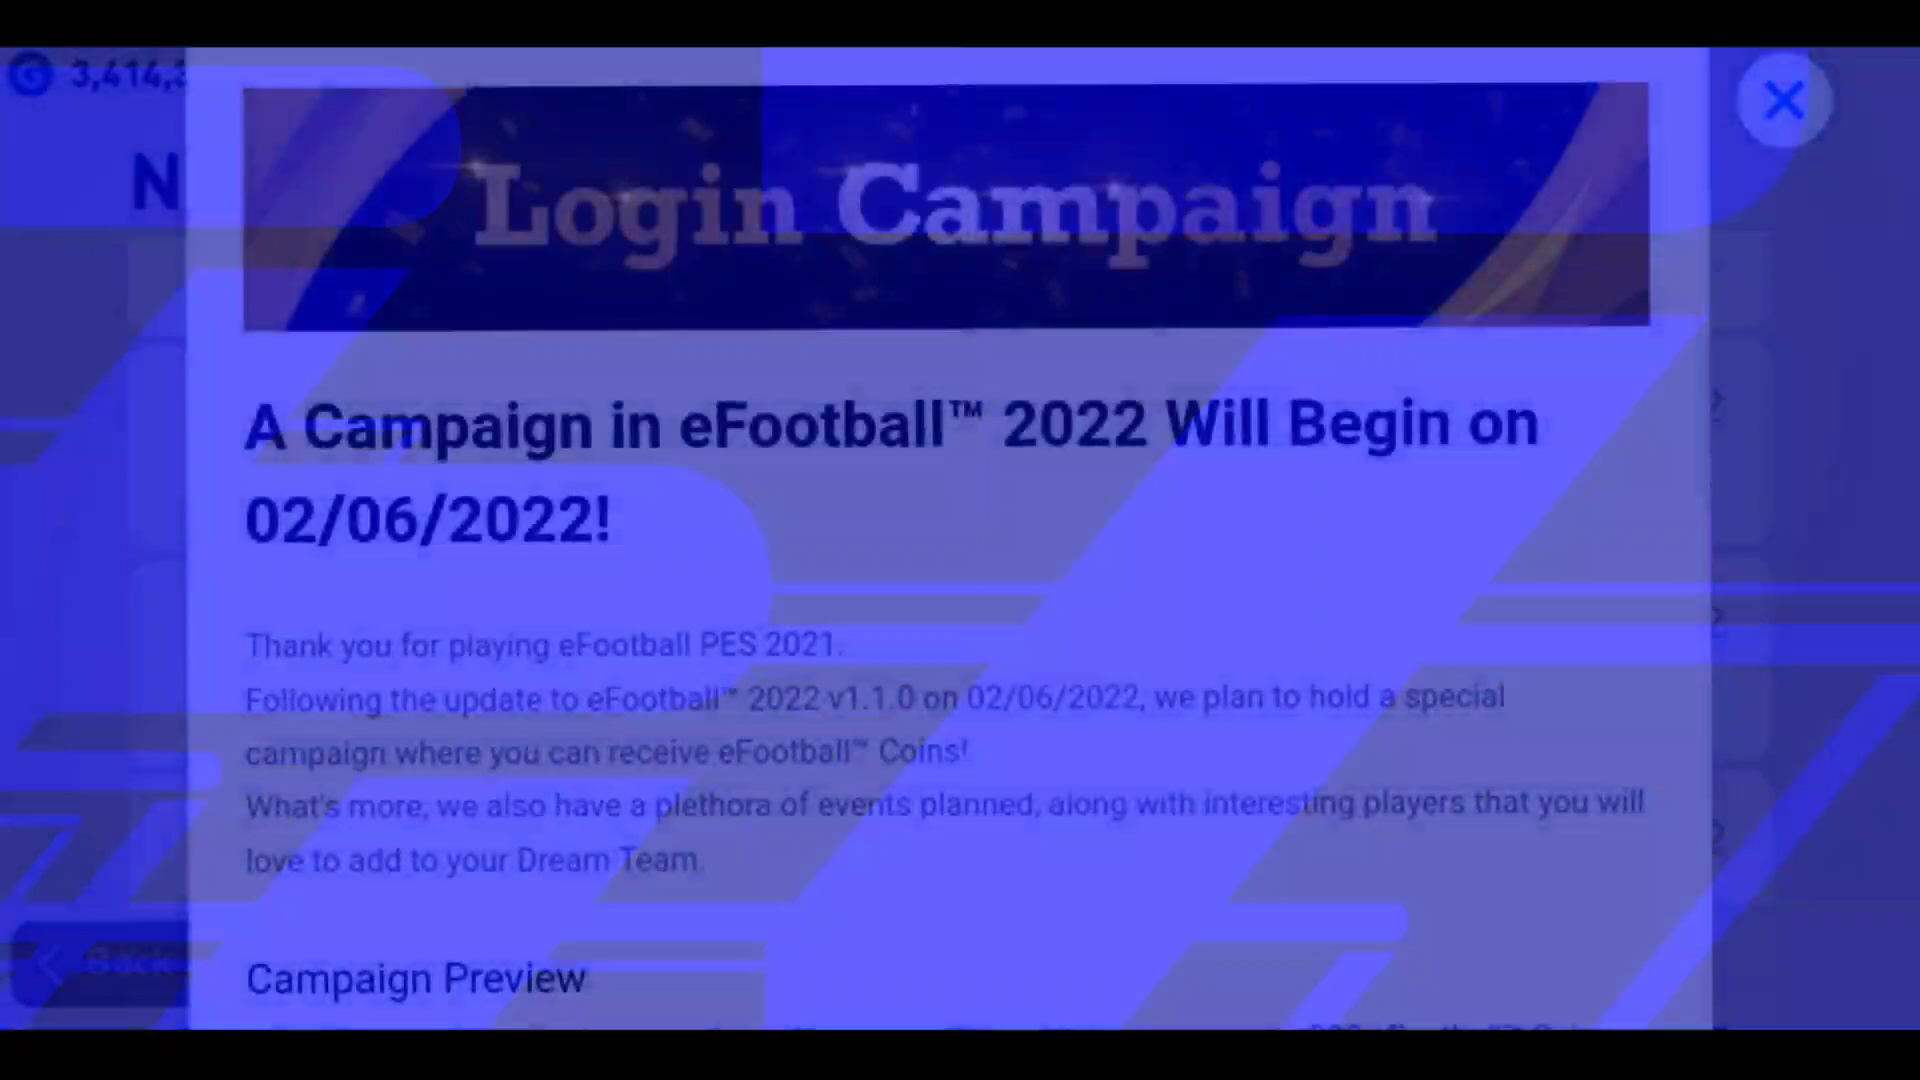 3,414,
N
Login Campaign
A Campaign in eFootball™ 2022 Will Begin on
02/06/2022!
Thank you for playing eFootball PES 2021.
Following the update to eFootball™ 2022 v1.1.0 on 02/06/2022, we plan to hold a special
campaign where you can receive eFootball™ Coins!
What's more, we also have a plethora of events planned, along with interesting players that you will
love to add to your Dream Team.
Back
Campaign Preview